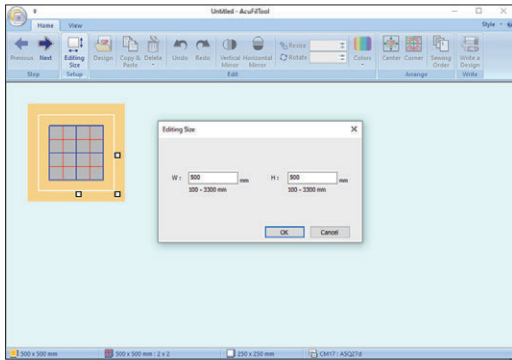 Untitled - AcuFilTool
Home View Style
Previous Next Editing Size Design Copy & Paste Delete Undo Redo Vertical Mirror Horizontal Mirror Resize Rotate Colors Center Corner Sewing Order Write a Design
Step Setup Edit Arrange Write
Editing Size
W : 500 mm H : 500 mm
100 - 3300 mm 100 - 3300 mm
OK Cancel
500 x 500 mm 500 x 500 mm : 2 x 2 250 x 250 mm CM17 : ASQ27d